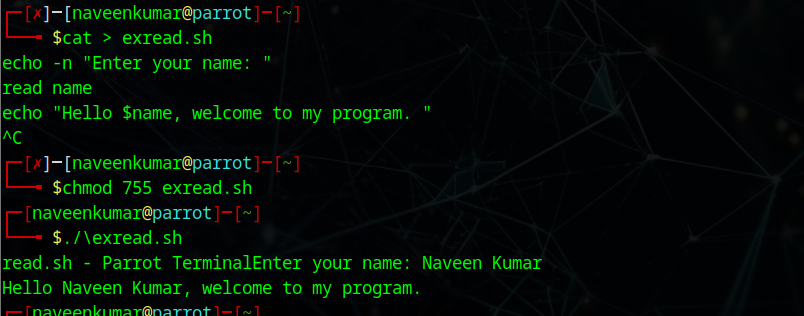 ┌─[✗]─[naveenkumar@parrot]─[~]
└──╼ $cat > exread.sh
echo -n "Enter your name: "
read name
echo "Hello $name, welcome to my program. "
^C
┌─[✗]─[naveenkumar@parrot]─[~]
└──╼ $chmod 755 exread.sh
┌─[naveenkumar@parrot]─[~]
└──╼ $./\exread.sh
read.sh - Parrot TerminalEnter your name: Naveen Kumar
Hello Naveen Kumar, welcome to my program.
┌─[naveenkumar@parrot]─[~]